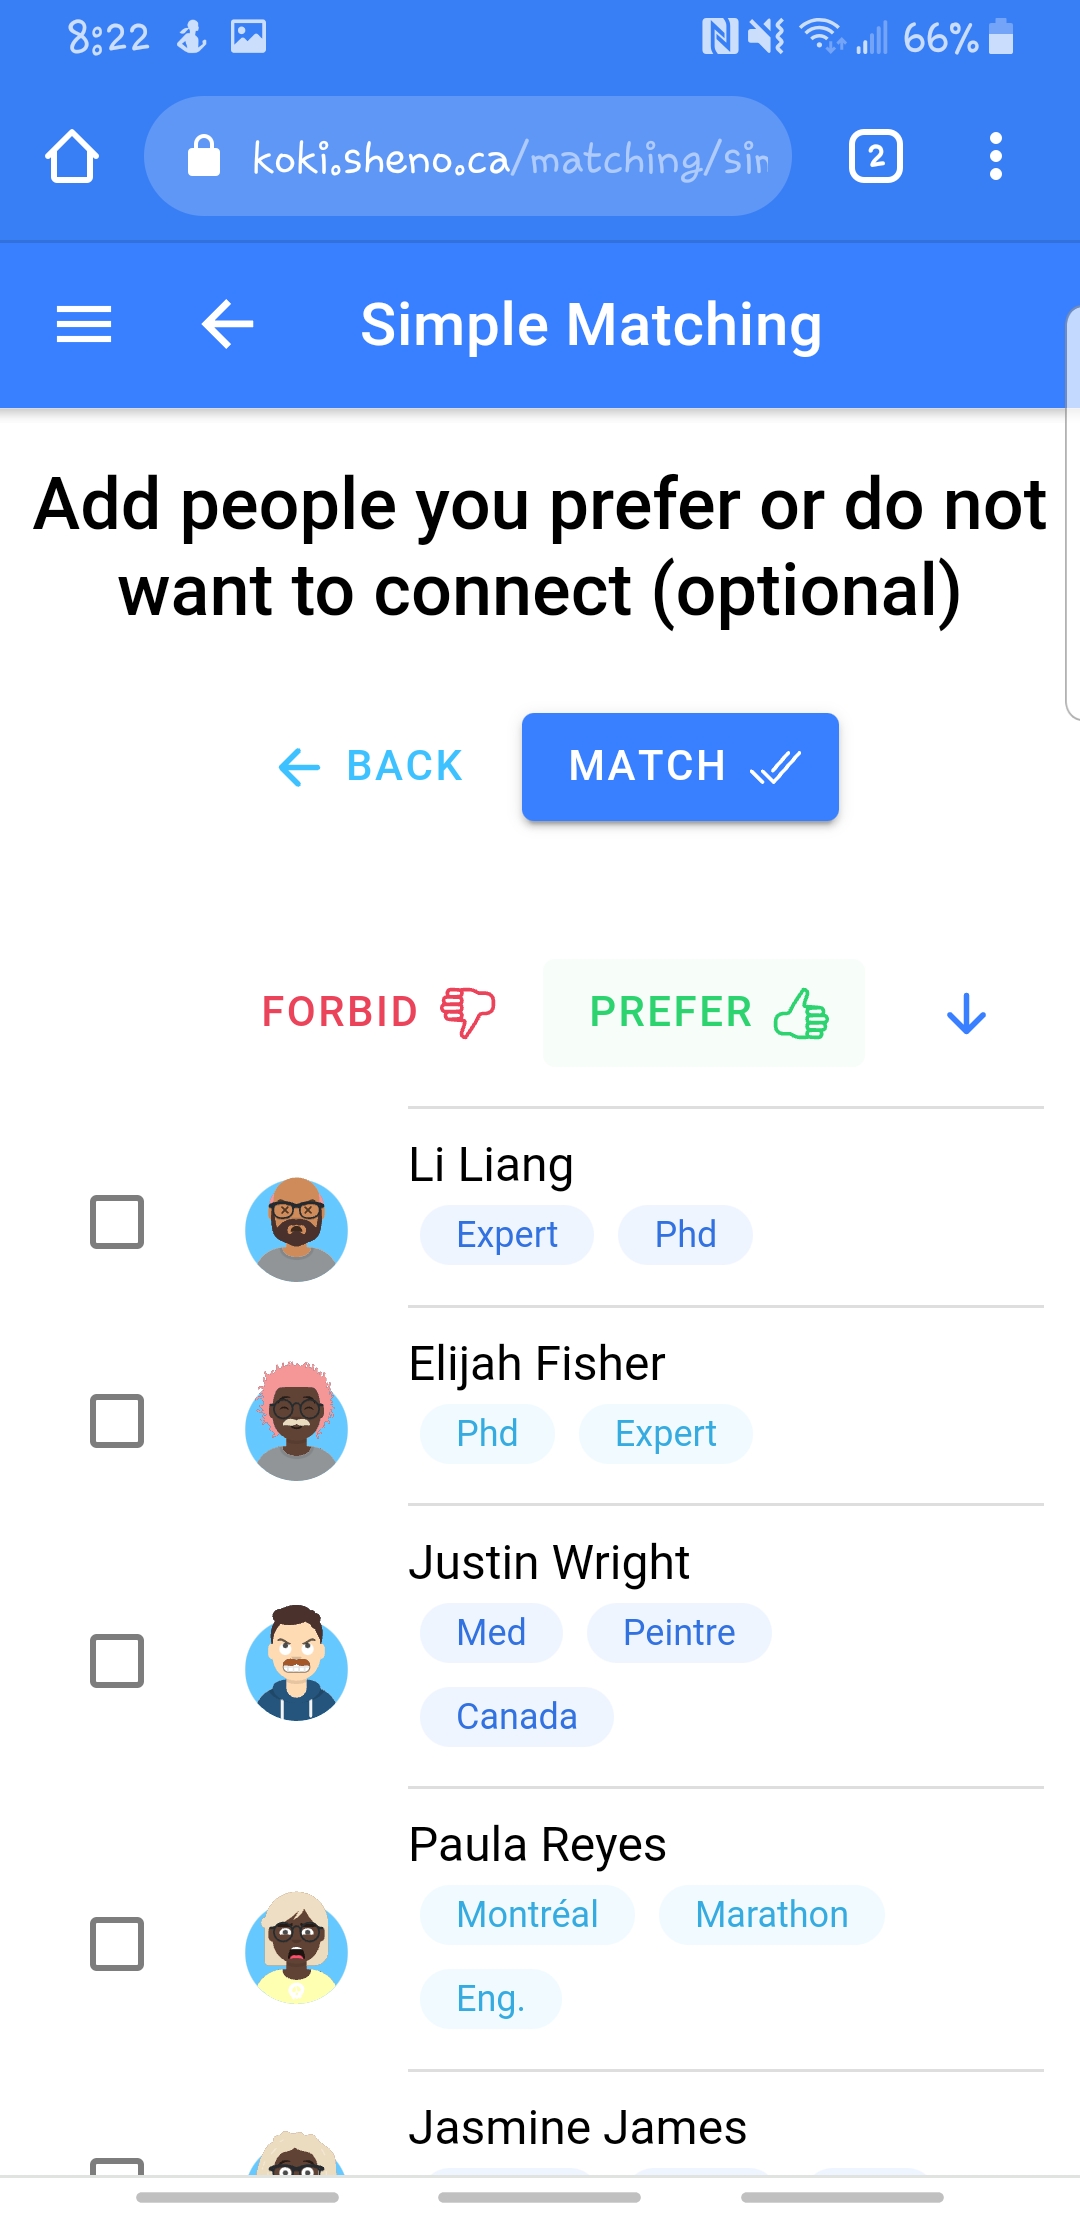 8:22 66%
koki.sheno.ca/matching/sim
2
Simple Matching
Add people you prefer or do not
want to connect (optional)
BACK MATCH
FORBID PREFER
Li Liang
Expert Phd
Elijah Fisher
Phd Expert
Justin Wright
Med Peintre
Canada
Paula Reyes
Montréal Marathon
Eng.
Jasmine James